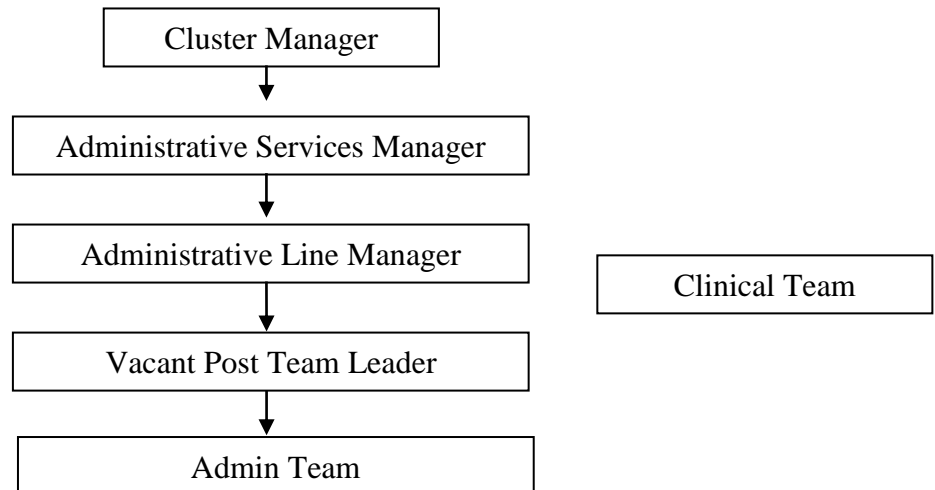 Cluster Manager
Administrative Services Manager
Administrative Line Manager
Clinical Team
Vacant Post Team Leader
Admin Team